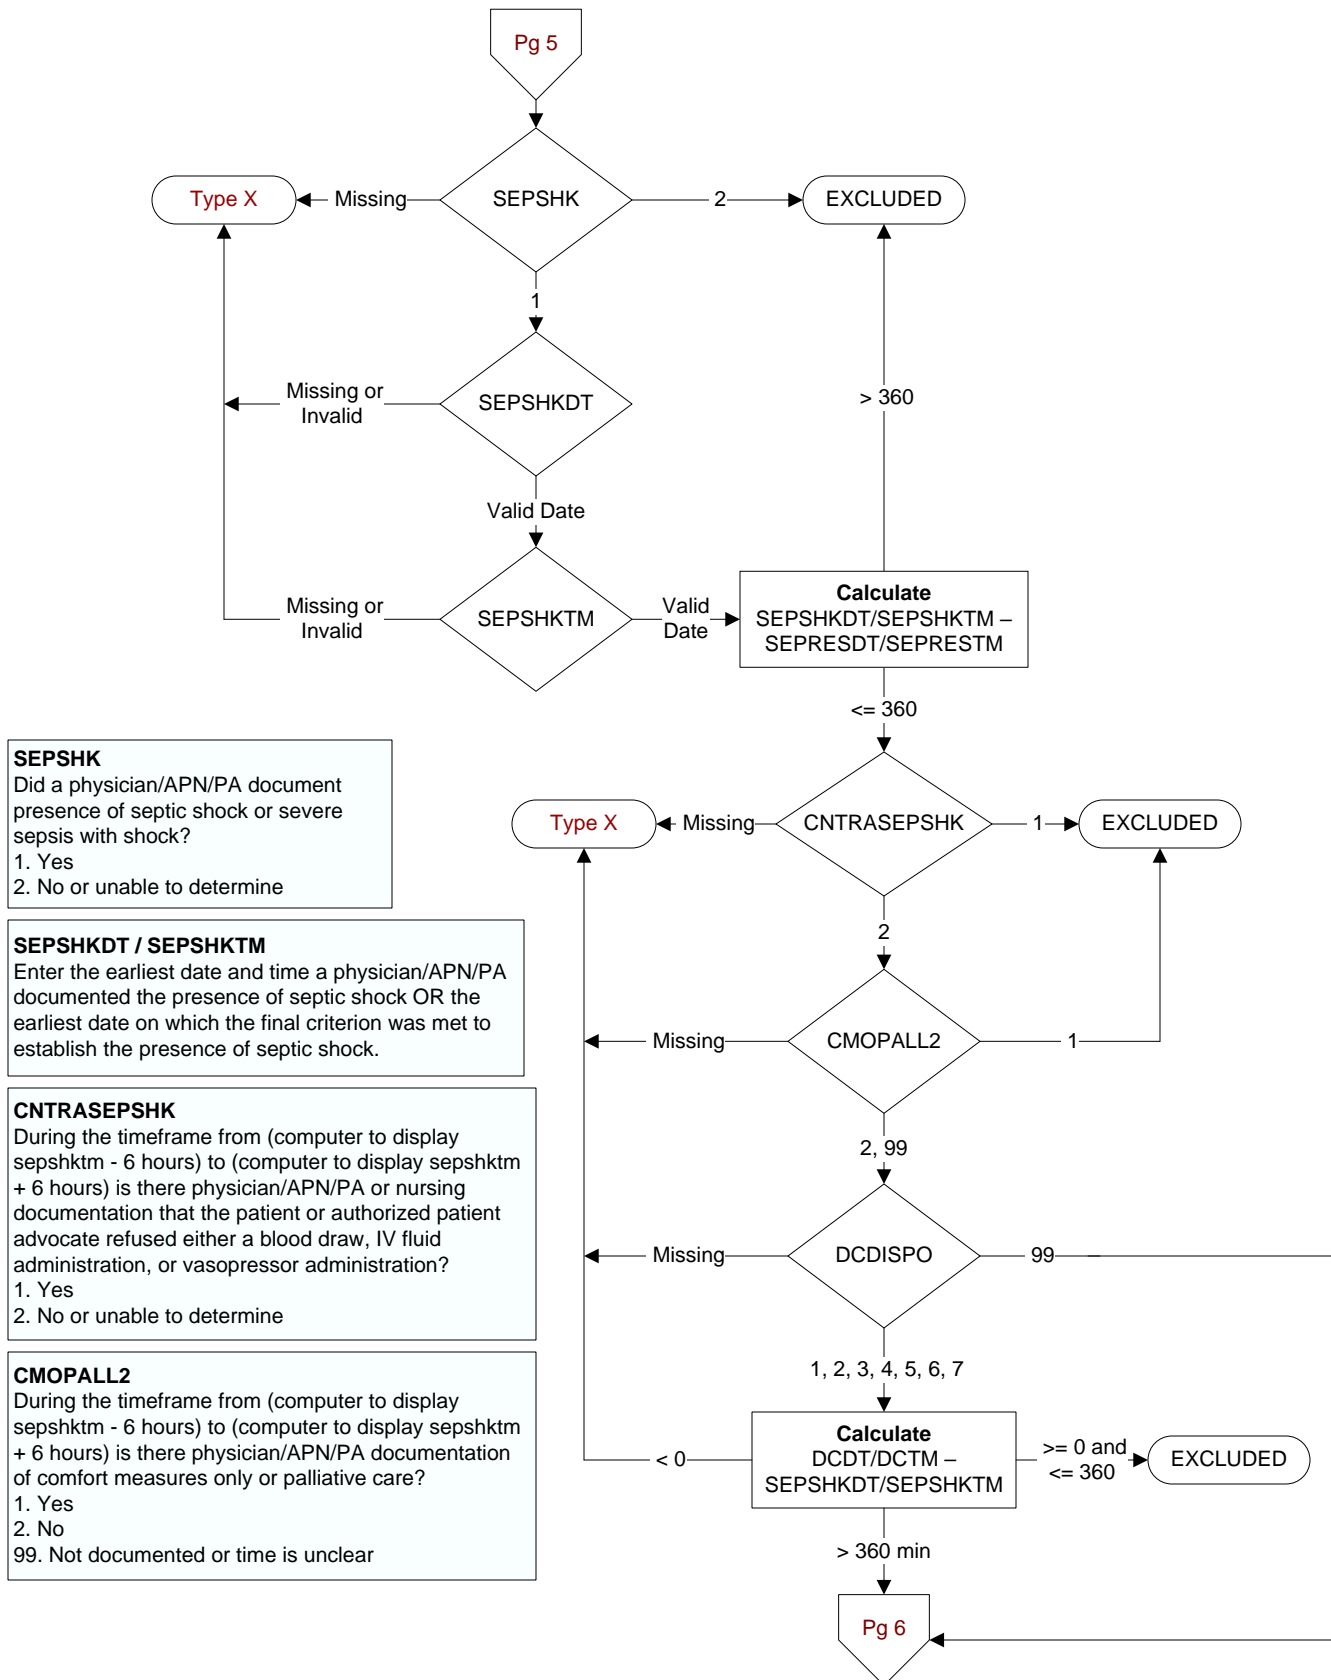 Pg 5
SEPSHK
Missing
Type X
2
EXCLUDED
1
SEPSHKDT
Missing or
Invalid
> 360
Valid Date
SEPSHKTM
Missing or
Invalid
Valid
Date
Calculate
SEPSHKDT/SEPSHKTM –
SEPRESDT/SEPRESTM
<= 360
SEPSHK
Did a physician/APN/PA document
presence of septic shock or severe
sepsis with shock?
1. Yes
2. No or unable to determine
CNTRASEPSHK
Missing
Type X
1
EXCLUDED
2
SEPSHKDT / SEPSHKTM
Enter the earliest date and time a physician/APN/PA
documented the presence of septic shock OR the
earliest date on which the final criterion was met to
establish the presence of septic shock.
CMOPALL2
Missing
1
2, 99
CNTRASEPSHK
During the timeframe from (computer to display
sepshktm - 6 hours) to (computer to display sepshktm
+ 6 hours) is there physician/APN/PA or nursing
documentation that the patient or authorized patient
advocate refused either a blood draw, IV fluid
administration, or vasopressor administration?
1. Yes
2. No or unable to determine
DCDISPO
Missing
99
1, 2, 3, 4, 5, 6, 7
CMOPALL2
During the timeframe from (computer to display
sepshktm - 6 hours) to (computer to display sepshktm
+ 6 hours) is there physician/APN/PA documentation
of comfort measures only or palliative care?
1. Yes
2. No
99. Not documented or time is unclear
Calculate
DCDT/DCTM –
SEPSHKDT/SEPSHKTM
< 0
>= 0 and
<= 360
EXCLUDED
> 360 min
Pg 6